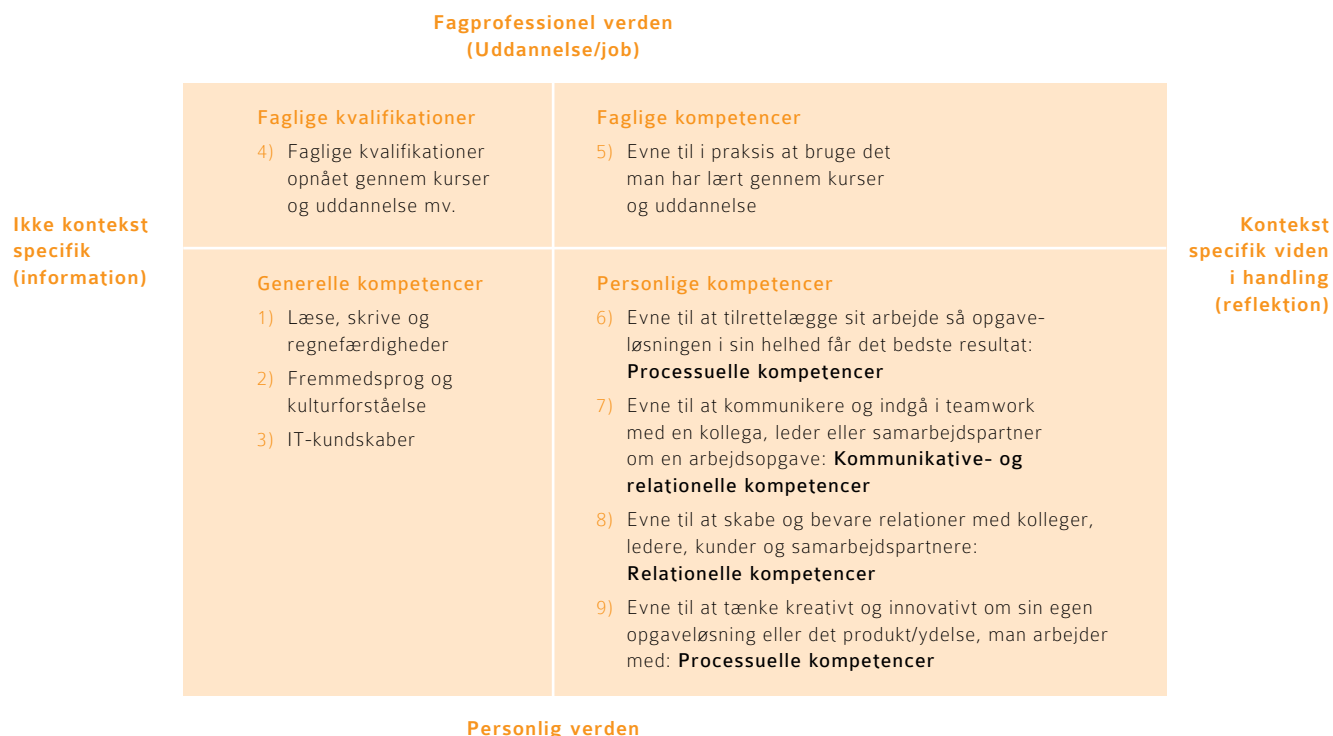 Fagprofessionel verden
(Uddannelse/job)
Ikke kontekst
specifik
(information)
Faglige kvalifikationer
4) Faglige kvalifikationer
opnået gennem kurser
og uddannelse mv.
Faglige kompetencer
5) Evne til i praksis at bruge det
man har lært gennem kurser
og uddannelse
Kontekst
specifik viden
i handling
(reflektion)
Generelle kompetencer
1) Læse, skrive og
regnefærdigheder
2) Fremmedsprog og
kulturforståelse
3) IT-kundskaber
Personlige kompetencer
6) Evne til at tilrettelægge sit arbejde så opgave-
løsningen i sin helhed får det bedste resultat:
Processuelle kompetencer
7) Evne til at kommunikere og indgå i teamwork
med en kollega, leder eller samarbejdspartner
om en arbejdsopgave: Kommunikative- og
relationelle kompetencer
8) Evne til at skabe og bevare relationer med kolleger,
ledere, kunder og samarbejdspartnere:
Relationelle kompetencer
9) Evne til at tænke kreativt og innovativt om sin egen
opgaveløsning eller det produkt/ydelse, man arbejder
med: Processuelle kompetencer
Personlig verden